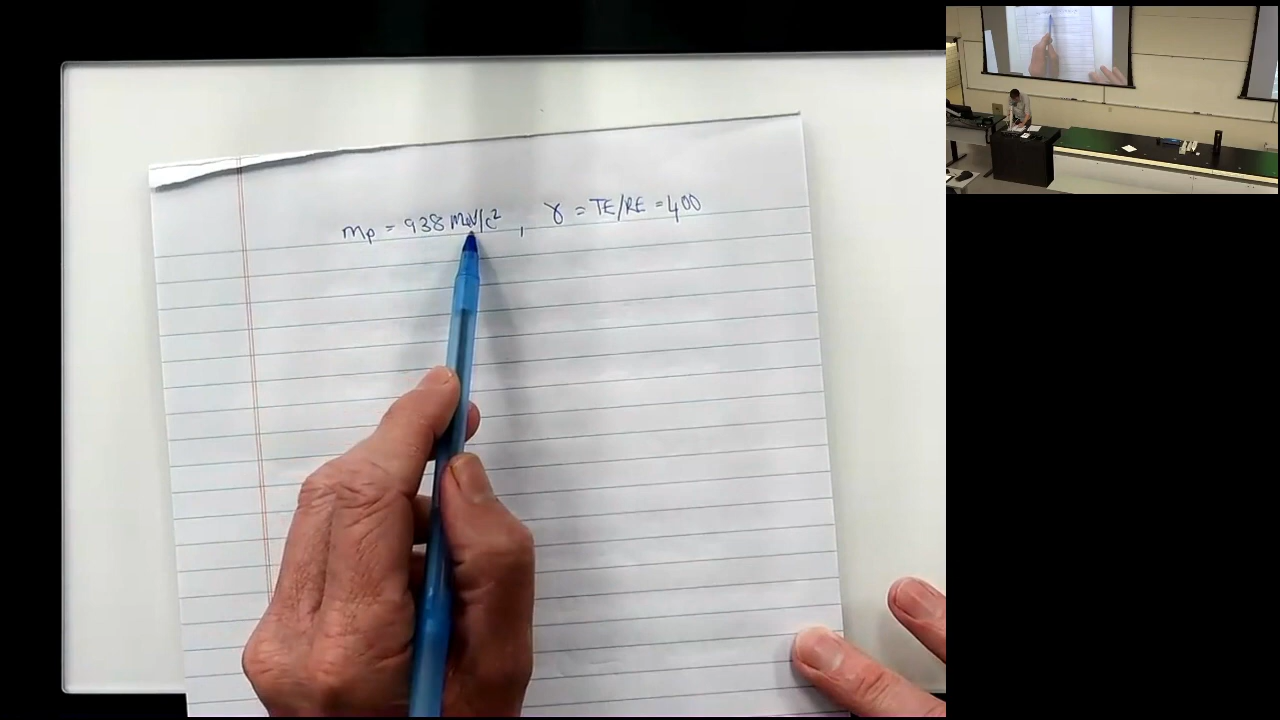 mp = 938 MeV/c², γ = TE/RE = 400